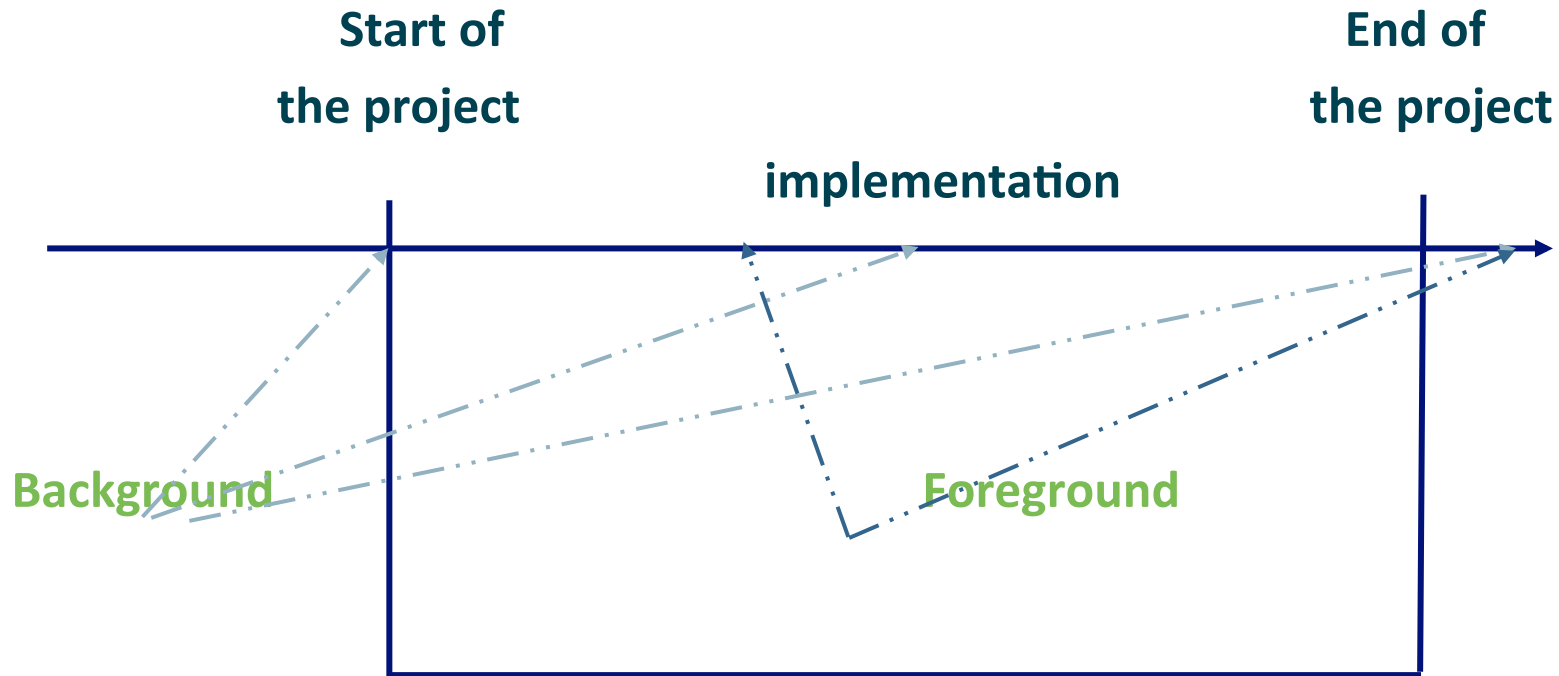 Start of
the project
End of
the project
implementation
Background
Foreground